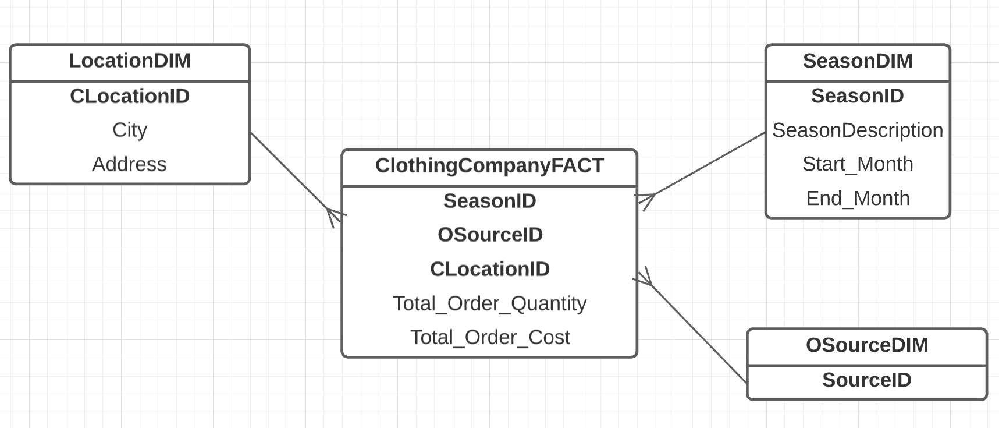 LocationDIM
CLocationID
City
Address
ClothingCompanyFACT
SeasonID
OSourceID
CLocationID
Total_Order_Quantity
Total_Order_Cost
SeasonDIM
SeasonID
SeasonDescription
Start_Month
End_Month
OSourceDIM
SourceID